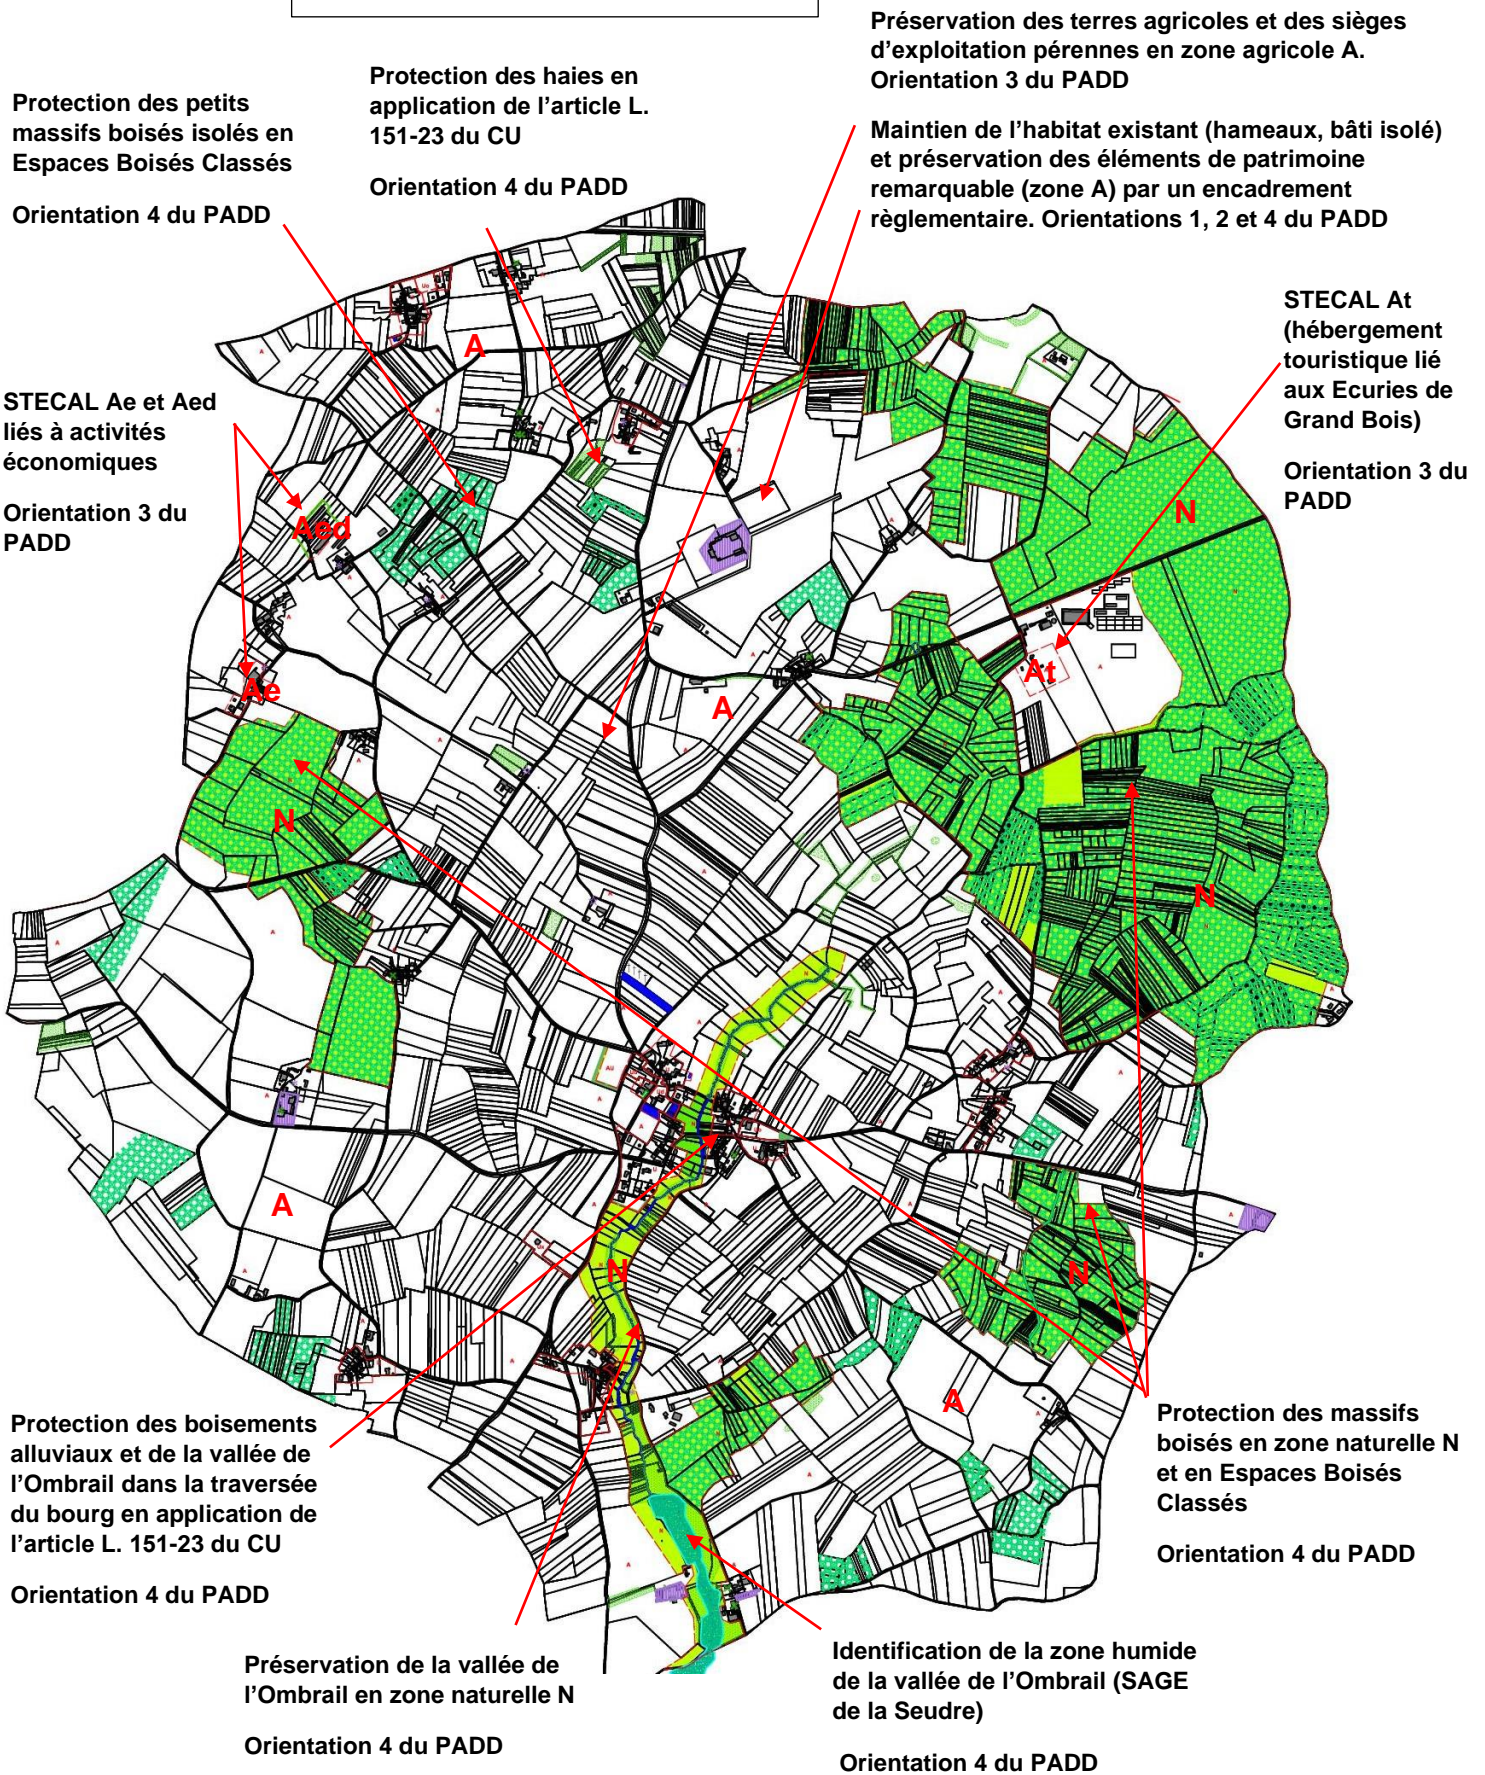 Préservation des terres agricoles et des sièges
d'exploitation pérennes en zone agricole A.
Orientation 3 du PADD
Protection des haies en
application de l'article L.
151-23 du CU
Orientation 4 du PADD
Protection des petits
massifs boisés isolés en
Espaces Boisés Classés
Orientation 4 du PADD
Maintien de l'habitat existant (hameaux, bâti isolé)
et préservation des éléments de patrimoine
remarquable (zone A) par un encadrement
règlementaire. Orientations 1, 2 et 4 du PADD
STECAL At
(hébergement
touristique lié
aux Ecuries de
Grand Bois)
Orientation 3 du
PADD
STECAL Ae et Aed
liés à activités
économiques
Orientation 3 du
PADD
A
N
Aed
At
Ae
A
N
N
A
N
N
A
Protection des boisements
alluviaux et de la vallée de
l'Ombrail dans la traversée
du bourg en application de
l'article L. 151-23 du CU
Orientation 4 du PADD
Protection des massifs
boisés en zone naturelle N
et en Espaces Boisés
Classés
Orientation 4 du PADD
Préservation de la vallée de
l'Ombrail en zone naturelle N
Orientation 4 du PADD
Identification de la zone humide
de la vallée de l'Ombrail (SAGE
de la Seudre)
Orientation 4 du PADD